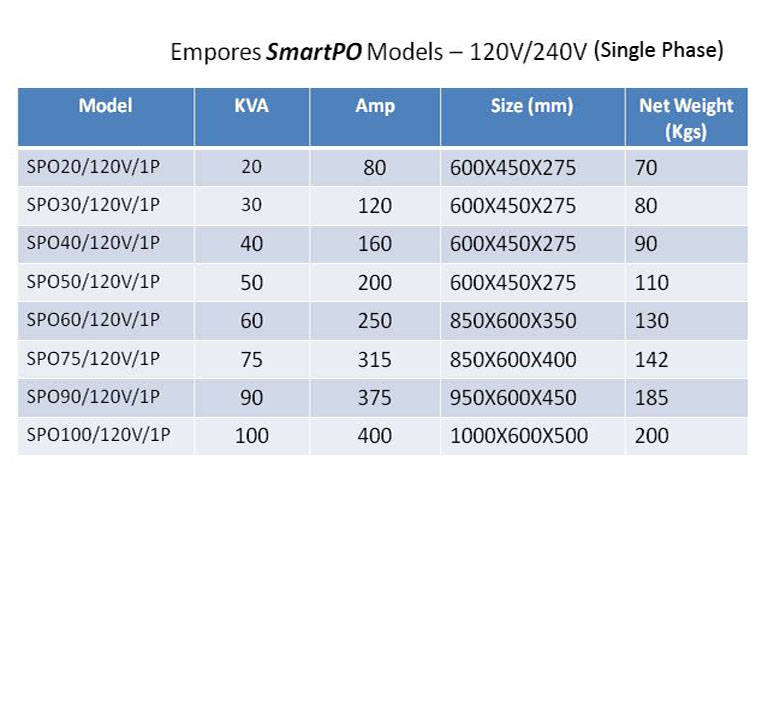 Empores SmartPO Models – 120V/240V (Single Phase)
Model KVA Amp Size (mm) Net Weight (Kgs)
SPO20/120V/1P 20 80 600X450X275 70
SPO30/120V/1P 30 120 600X450X275 80
SPO40/120V/1P 40 160 600X450X275 90
SPO50/120V/1P 50 200 600X450X275 110
SPO60/120V/1P 60 250 850X600X350 130
SPO75/120V/1P 75 315 850X600X400 142
SPO90/120V/1P 90 375 950X600X450 185
SPO100/120V/1P 100 400 1000X600X500 200